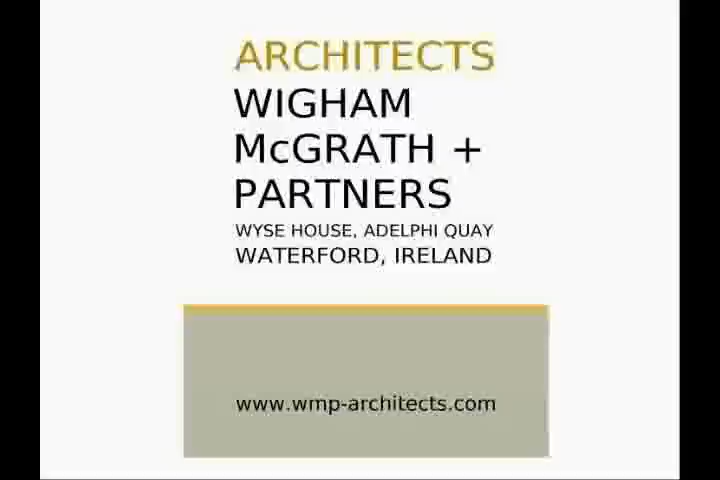 ARCHITECTS
WIGHAM
McGRATH +
PARTNERS
WYSE HOUSE, ADELPHI QUAY
WATERFORD, IRELAND
www.wmp-architects.com